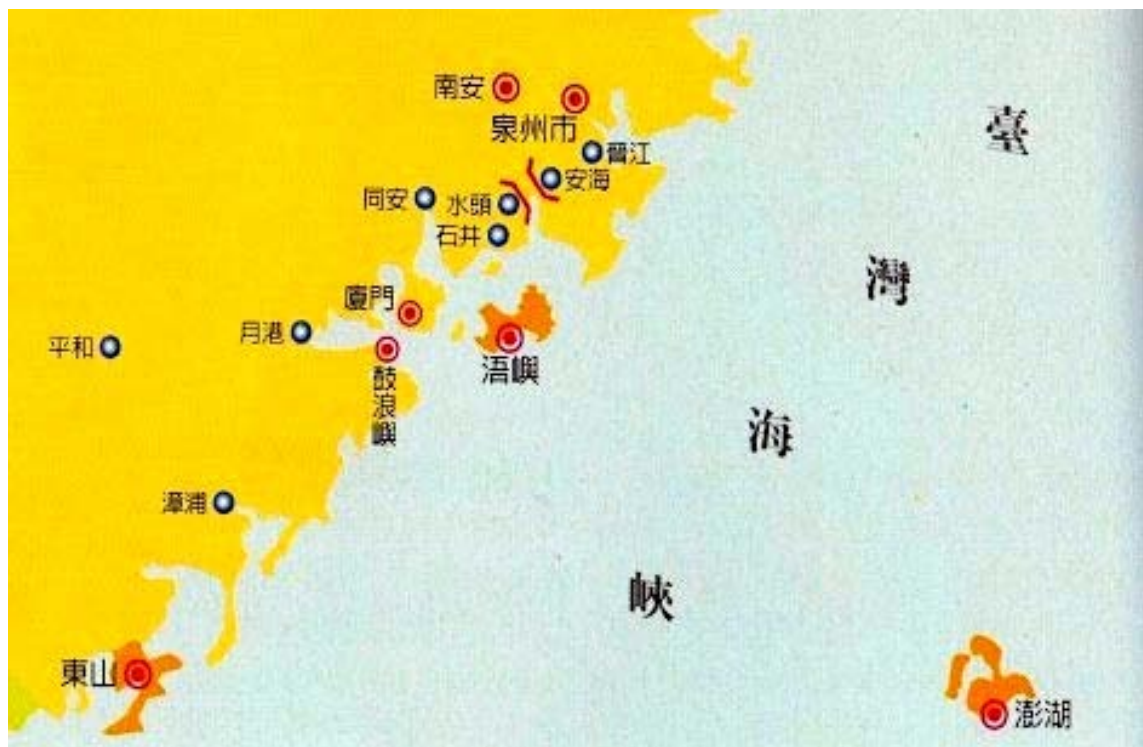 南安
泉州市
晉江
安海
同安
水頭
石井
廈門
月港
平和
鼓浪嶼
浯嶼
漳浦
東山
澎湖
臺灣海峽